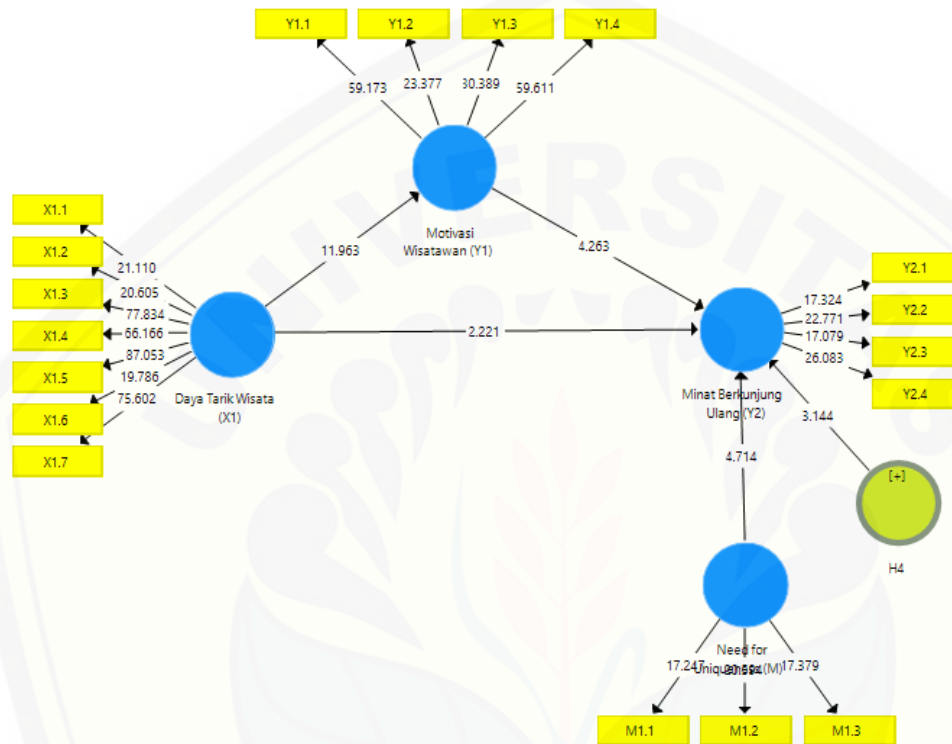 Y1.1 Y1.2 Y1.3 Y1.4
59.173 23.377 30.389 59.611
Motivasi
Wisatawan (Y1)
X1.1
X1.2
X1.3
X1.4
X1.5
X1.6
X1.7
21.110
20.605
77.834
66.166
87.053
19.786
75.602
Daya Tarik Wisata
(X1)
11.963
4.263
2.221
Y2.1
Y2.2
Y2.3
Y2.4
17.324
22.771
17.079
26.083
Minat Berkunjung
Ulang (Y2)
3.144
4.714
[+]
H4
Need for
(M)
17.247 17.379
M1.1 M1.2 M1.3
UNIVERSIT